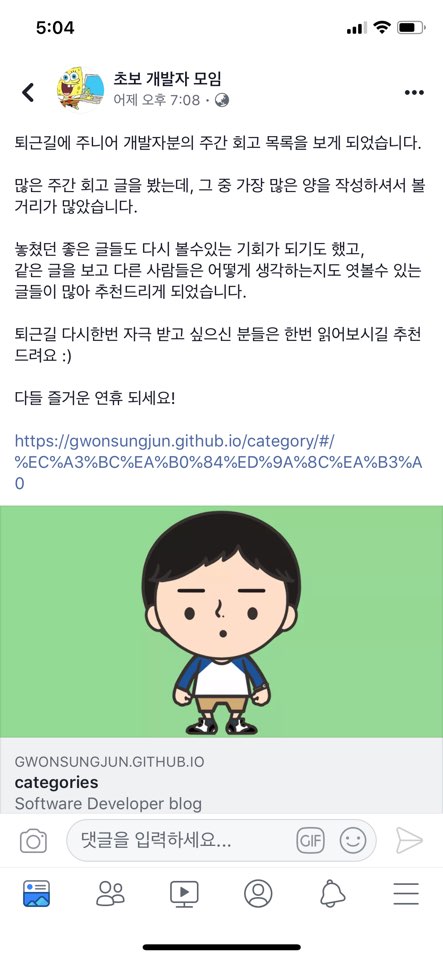 5:04
초보 개발자 모임
어제 오후 7:08 ·
퇴근길에 주니어 개발자분의 주간 회고 목록을 보게 되었습니다.
많은 주간 회고 글을 봤는데, 그 중 가장 많은 양을 작성하셔서 볼
거리가 많았습니다.
놓쳤던 좋은 글들도 다시 볼수있는 기회가 되기도 했고,
같은 글을 보고 다른 사람들은 어떻게 생각하는지도 엿볼수 있는
글들이 많아 추천드리게 되었습니다.
퇴근길 다시한번 자극 받고 싶으신 분들은 한번 읽어보시길 추천
드려요 :)
다들 즐거운 연휴 되세요!
https://gwonsungjun.github.io/category/#/
%EC%A3%BC%EA%B0%84%ED%9A%8C%EA%B3%A
0
GWONSUNGJUN.GITHUB.IO
categories
Software Developer blog
댓글을 입력하세요...
GIF